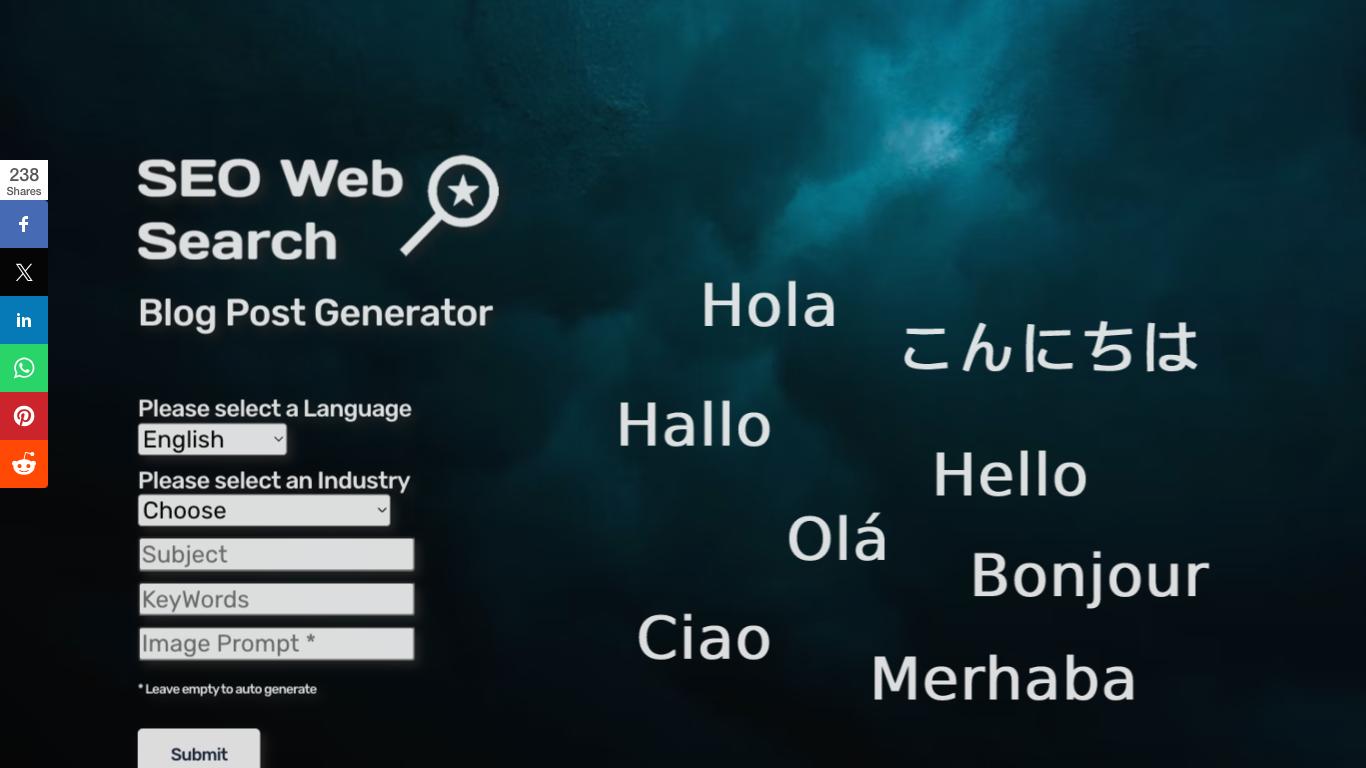 238
Shares
SEO Web
Search
Blog Post Generator
Please select a Language
English
Please select an Industry
Choose
Subject
KeyWords
Image Prompt *
* Leave empty to auto generate
Submit
Hola
こんにちは
Hallo
Hello
Olá
Bonjour
Ciao
Merhaba